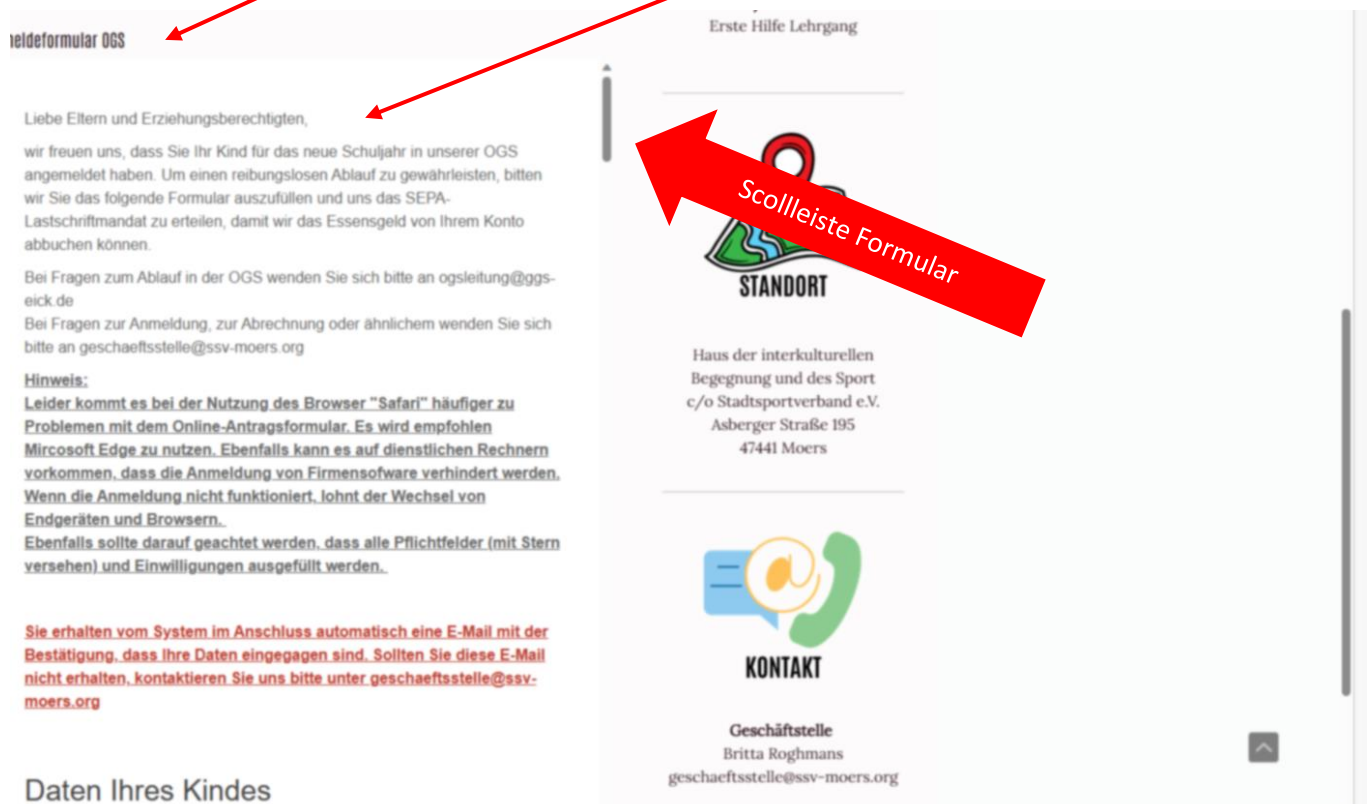 eldeformular OGS
Liebe Eltern und Erziehungsberechtigten,
wir freuen uns, dass Sie Ihr Kind für das neue Schuljahr in unserer OGS
angemeldet haben. Um einen reibungslosen Ablauf zu gewährleisten, bitten
wir Sie das folgende Formular auszufüllen und uns das SEPA-
Lastschriftmandat zu erteilen, damit wir das Essensgeld von Ihrem Konto
abbuchen können.
Bei Fragen zum Ablauf in der OGS wenden Sie sich bitte an ogsleitung@ggs-
eick.de
Bei Fragen zur Anmeldung, zur Abrechnung oder ähnlichem wenden Sie sich
bitte an geschaeftsstelle@ssv-moers.org
Hinweis:
Leider kommt es bei der Nutzung des Browser "Safari" häufiger zu
Problemen mit dem Online-Antragsformular. Es wird empfohlen
Mircosoft Edge zu nutzen. Ebenfalls kann es auf dienstlichen Rechnern
vorkommen, dass die Anmeldung von Firmensofware verhindert werden.
Wenn die Anmeldung nicht funktioniert, lohnt der Wechsel von
Endgeräten und Browsern.
Ebenfalls sollte darauf geachtet werden, dass alle Pflichtfelder (mit Stern
versehen) und Einwilligungen ausgefüllt werden.
Sie erhalten vom System im Anschluss automatisch eine E-Mail mit der
Bestätigung, dass Ihre Daten eingegagen sind. Sollten Sie diese E-Mail
nicht erhalten, kontaktieren Sie uns bitte unter geschaeftsstelle@ssv-
moers.org
Daten Ihres Kindes
Erste Hilfe Lehrgang
Scollleiste Formular
STANDORT
Haus der interkulturellen
Begegnung und des Sport
c/o Stadtsportverband e.V.
Asberger Straße 195
47441 Moers
@
KONTAKT
Geschäftstelle
Britta Roghmans
geschaeftsstelle@ssv-moers.org